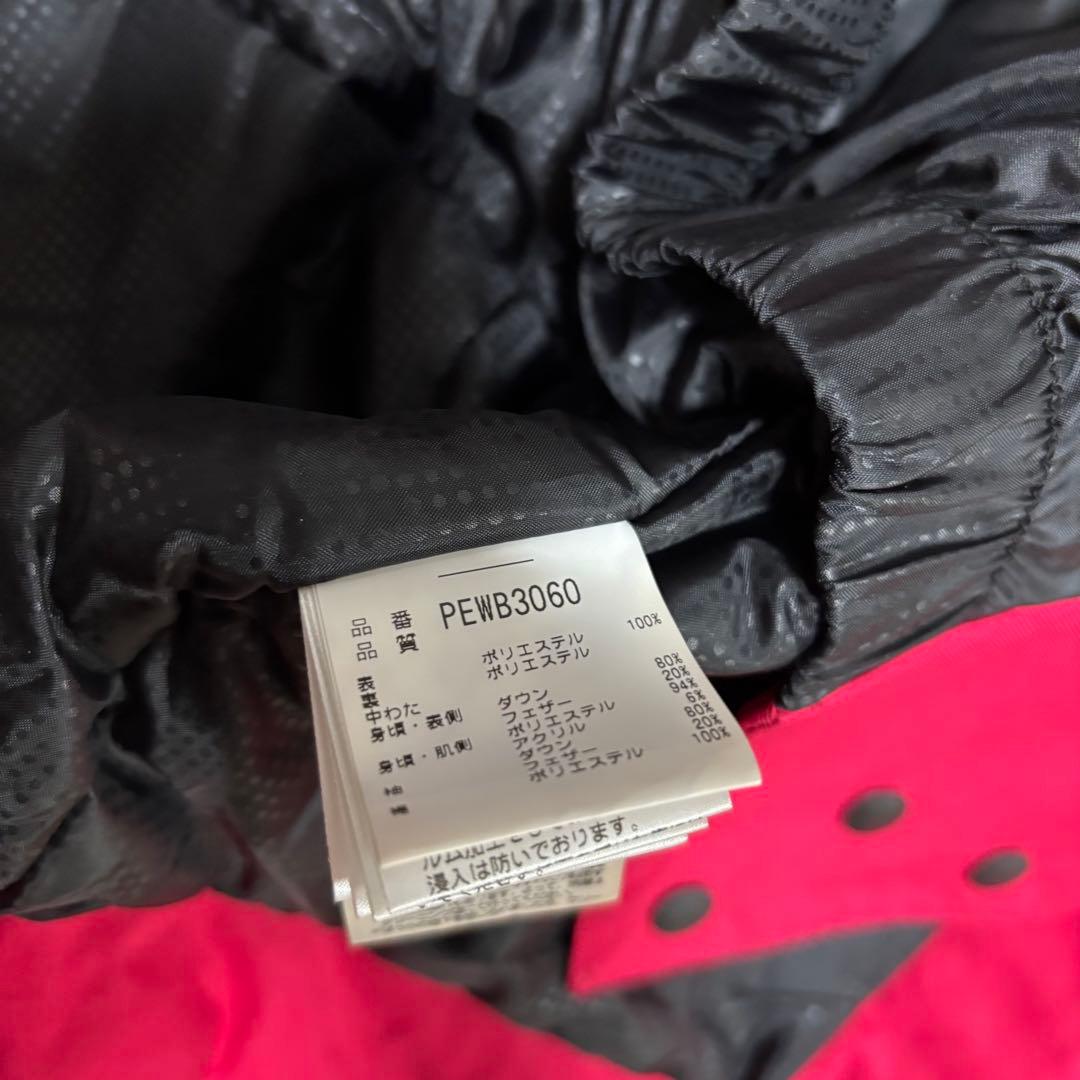 品番 PEWB3060
品質
表 ポリエステル 100%
裏 ポリエステル
中わた
身頃・表側 ダウン 80%
フェザー 20%
身頃・肌側 ポリエステル 94%
アクリル 6%
袖 ダウン 80%
フェザー 20%
綿 ポリエステル 100%
浸入は防いでおります。